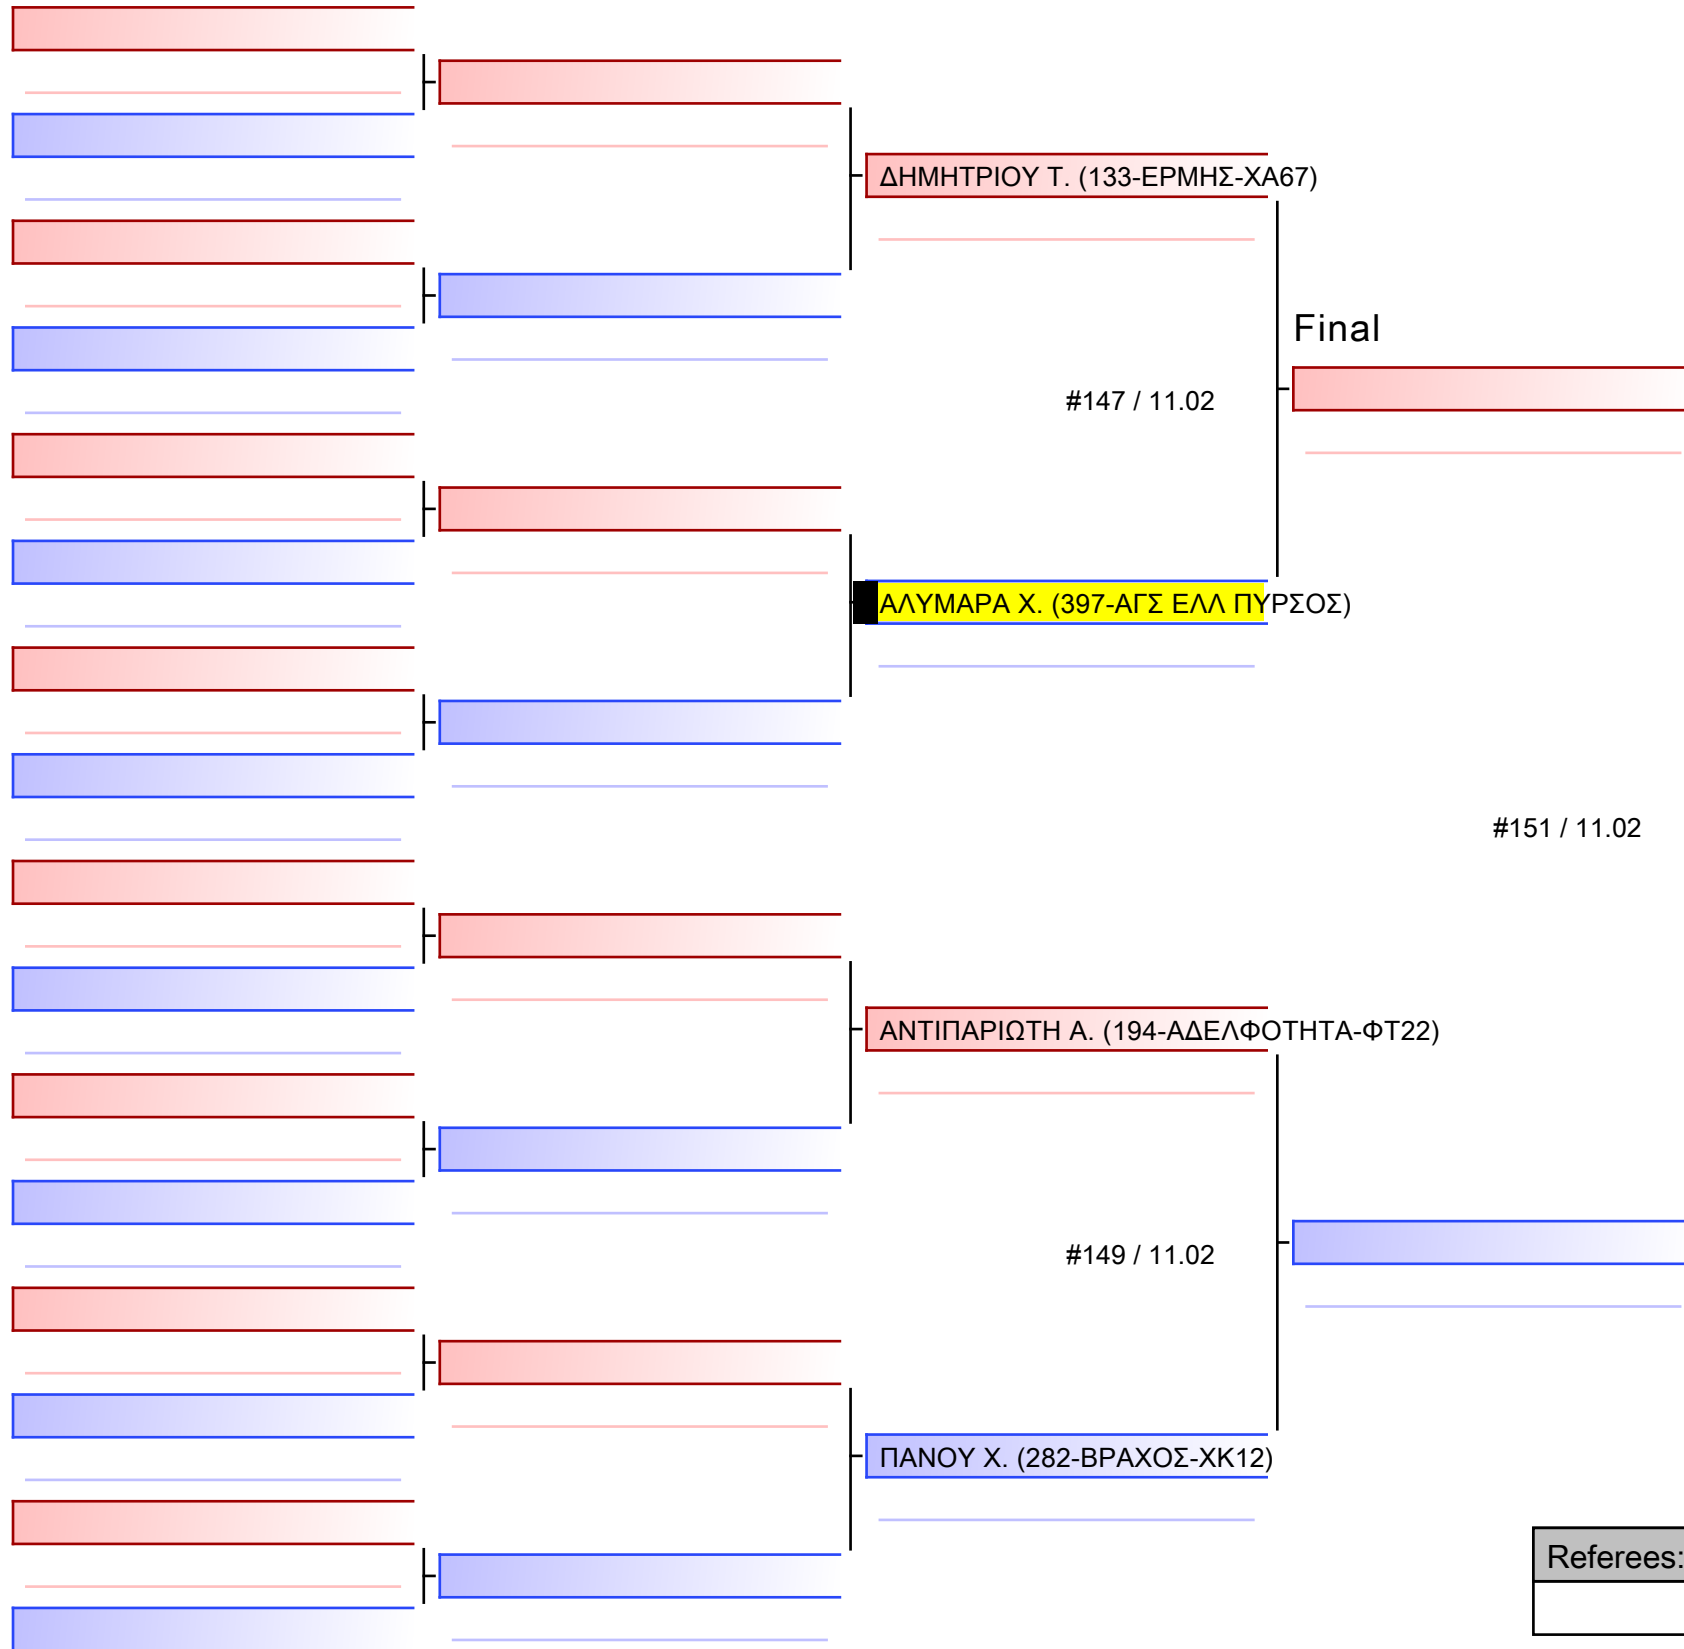 ΔΗΜΗΤΡΙΟΥ Τ. (133-ΕΡΜΗΣ-ΧΑ67)
Final
#147 / 11.02
ΑΛΥΜΑΡΑ Χ. (397-ΑΓΣ ΕΛΛ ΠΥΡΣΟΣ)
#151 / 11.02
ΑΝΤΙΠΑΡΙΩΤΗ Α. (194-ΑΔΕΛΦΟΤΗΤΑ-ΦΤ22)
#149 / 11.02
ΠΑΝΟΥ Χ. (282-ΒΡΑΧΟΣ-ΧΚ12)
Referees: